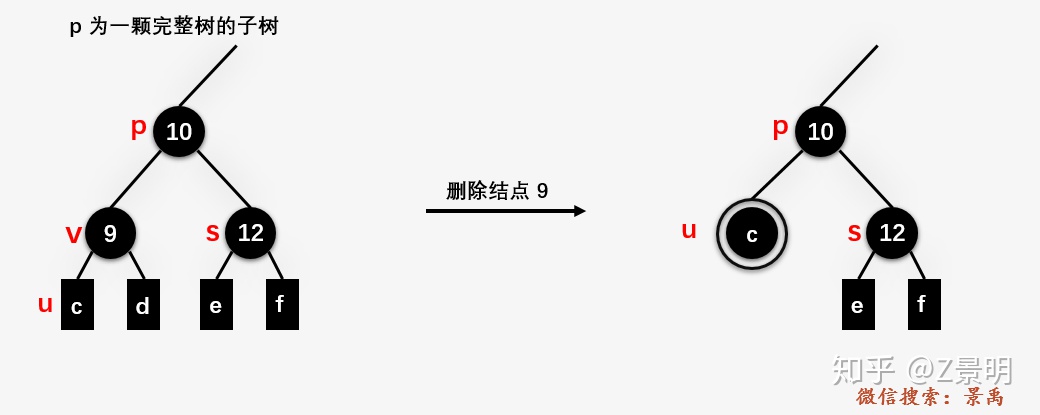 p 为一颗完整树的子树
p 10
v 9 s 12
u c d e f
删除结点 9
p 10
u c s 12
e f
知乎 @Z景明
微信搜索：景禹